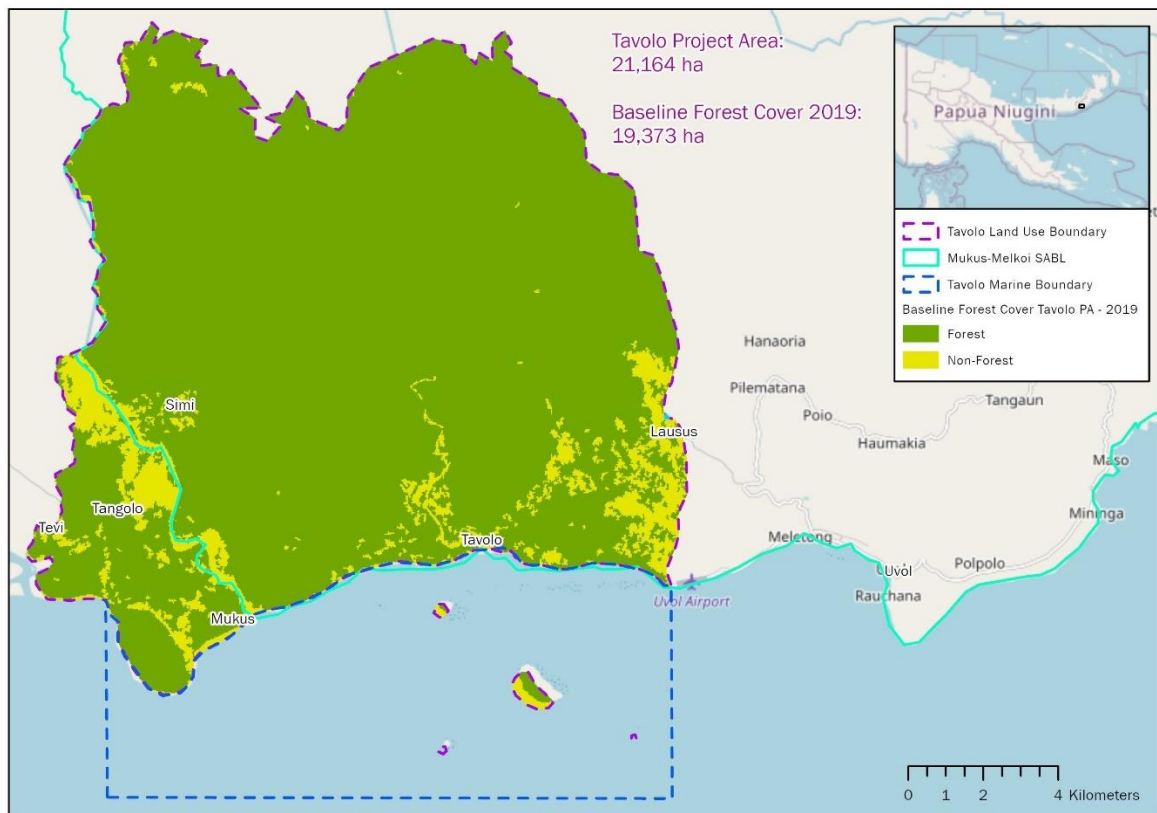 Tavolo Project Area:
21,164 ha
Baseline Forest Cover 2019:
19,373 ha
Papua Niugini
Tavolo Land Use Boundary
Mukus-Melkoi SABL
Tavolo Marine Boundary
Baseline Forest Cover Tavolo PA - 2019
Forest
Non-Forest
Hanaoria
Pilematana
Tangaun
Simi
Poio
Lausus
Haumakia
Maso
Tangolo
Mininga
Tevi
Tavolo
Meletong
Polpolo
Uvol
Uvol Airport
Rauchana
Mukus
0 1 2 4 Kilometers